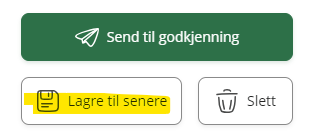 Send til godkjenning
Lagre til senere
Slett